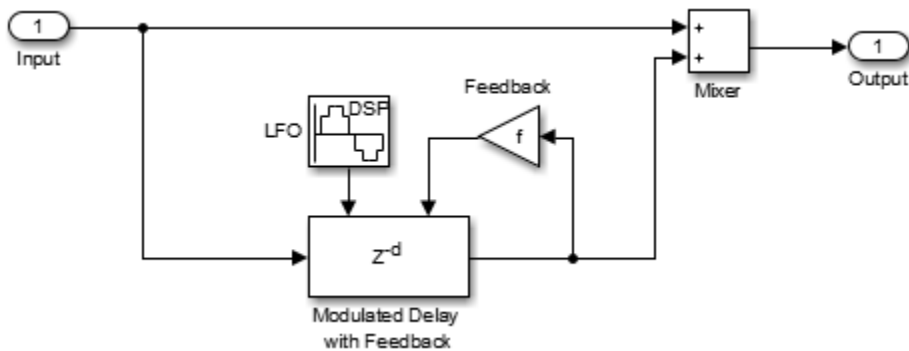 1
Input
+
+
Mixer
1
Output
Feedback
f
LFO
DSP
Z-d
Modulated Delay
with Feedback